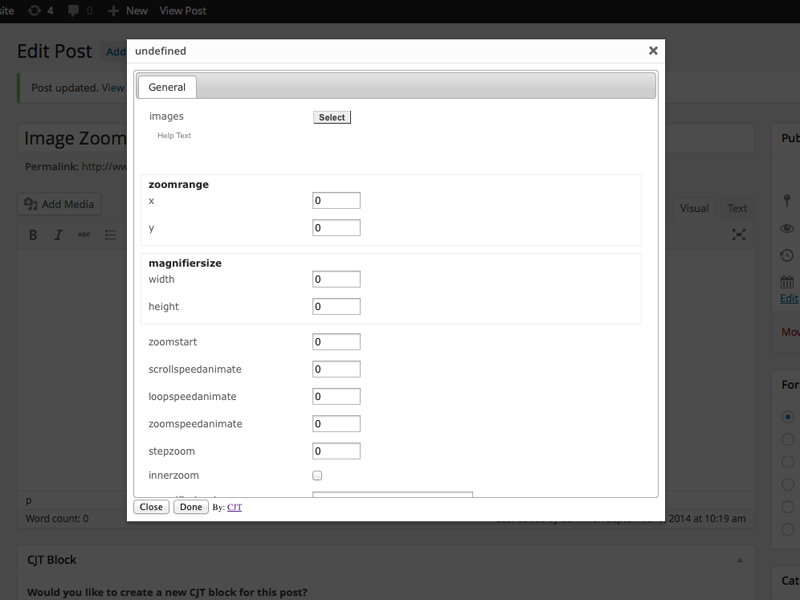 site 4 0 New View Post
Edit Post Add
undefined
Post updated. View
General
images Select
Help Text
Image Zoom
Permalink: http://ww
Add Media
Visual Text
B I ABC
zoomrange
x 0
y 0
magnifiersize
width 0
height 0
zoomstart 0
scrollspeedanimate 0
loopspeedanimate 0
zoomspeedanimate 0
stepzoom 0
innerzoom
Pub
Edit
Mov
For
p
Close Done By: CJT
Word count: 0
2014 at 10:19 am
CJT Block
Would you like to create a new CJT block for this post?
Cat